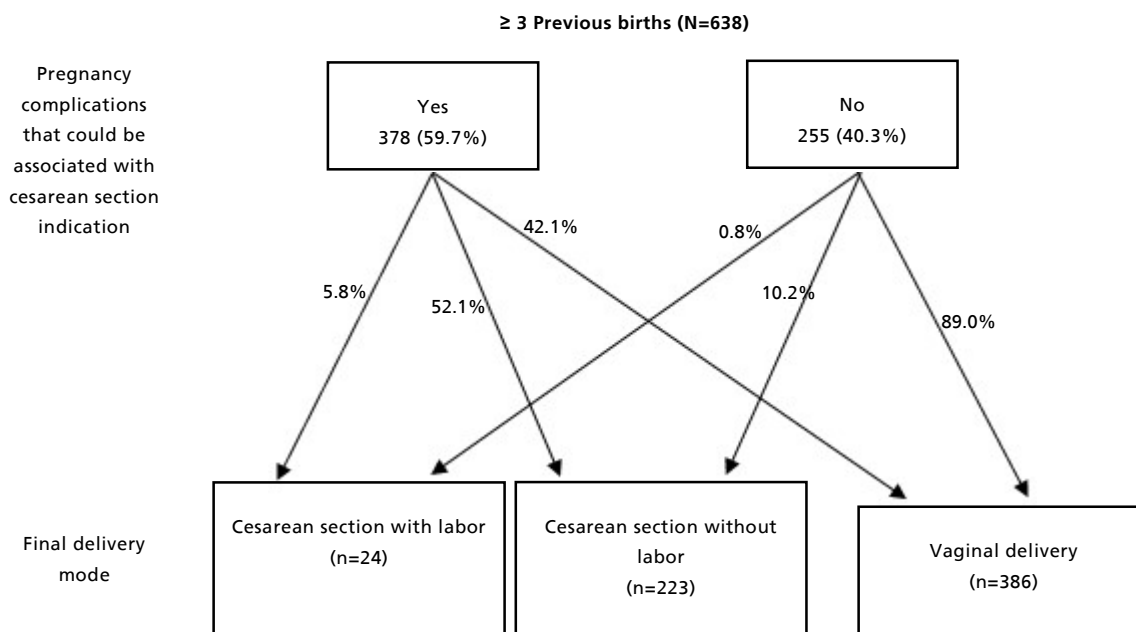 ≥ 3 Previous births (N=638)
Pregnancy
complications
that could be
associated with
cesarean section
indication
Yes
378 (59.7%)
No
255 (40.3%)
42.1%
0.8%
5.8%
52.1%
10.2%
89.0%
Final delivery
mode
Cesarean section with labor
(n=24)
Cesarean section without
labor
(n=223)
Vaginal delivery
(n=386)